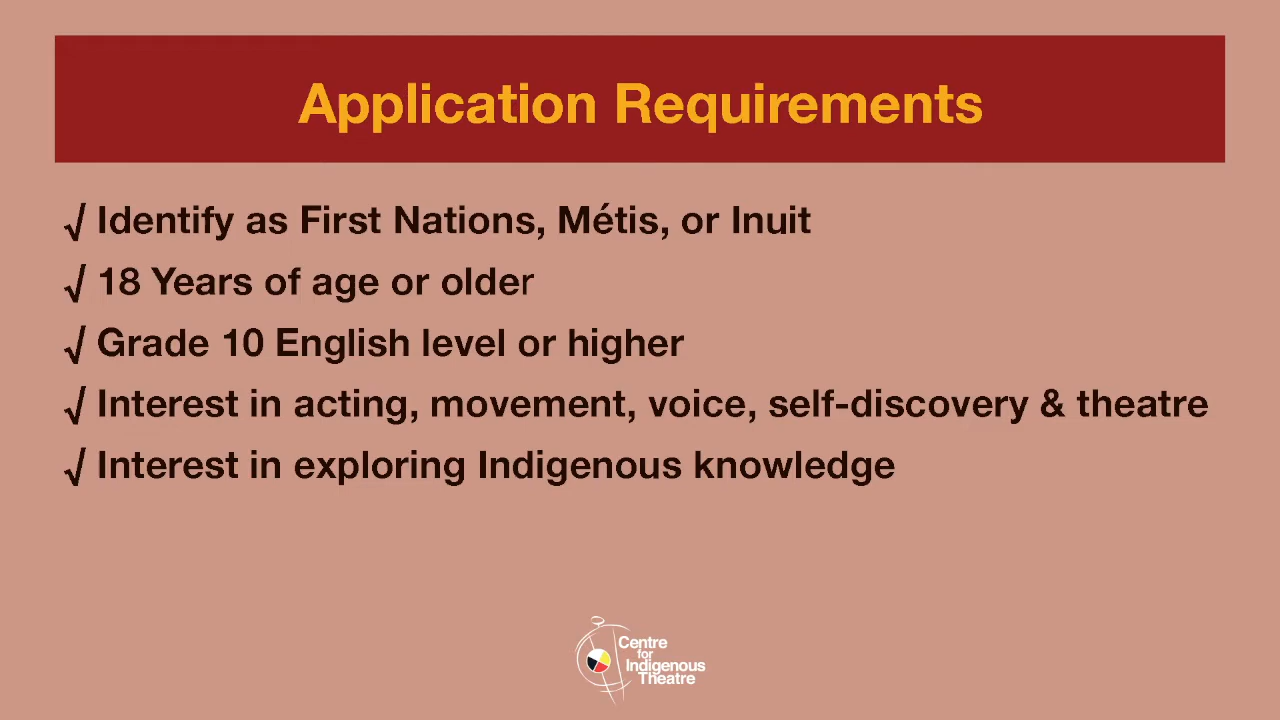 Application Requirements
√ Identify as First Nations, Métis, or Inuit
√ 18 Years of age or older
√ Grade 10 English level or higher
√ Interest in acting, movement, voice, self-discovery & theatre
√ Interest in exploring Indigenous knowledge
Centre
for
Indigenous
Theatre